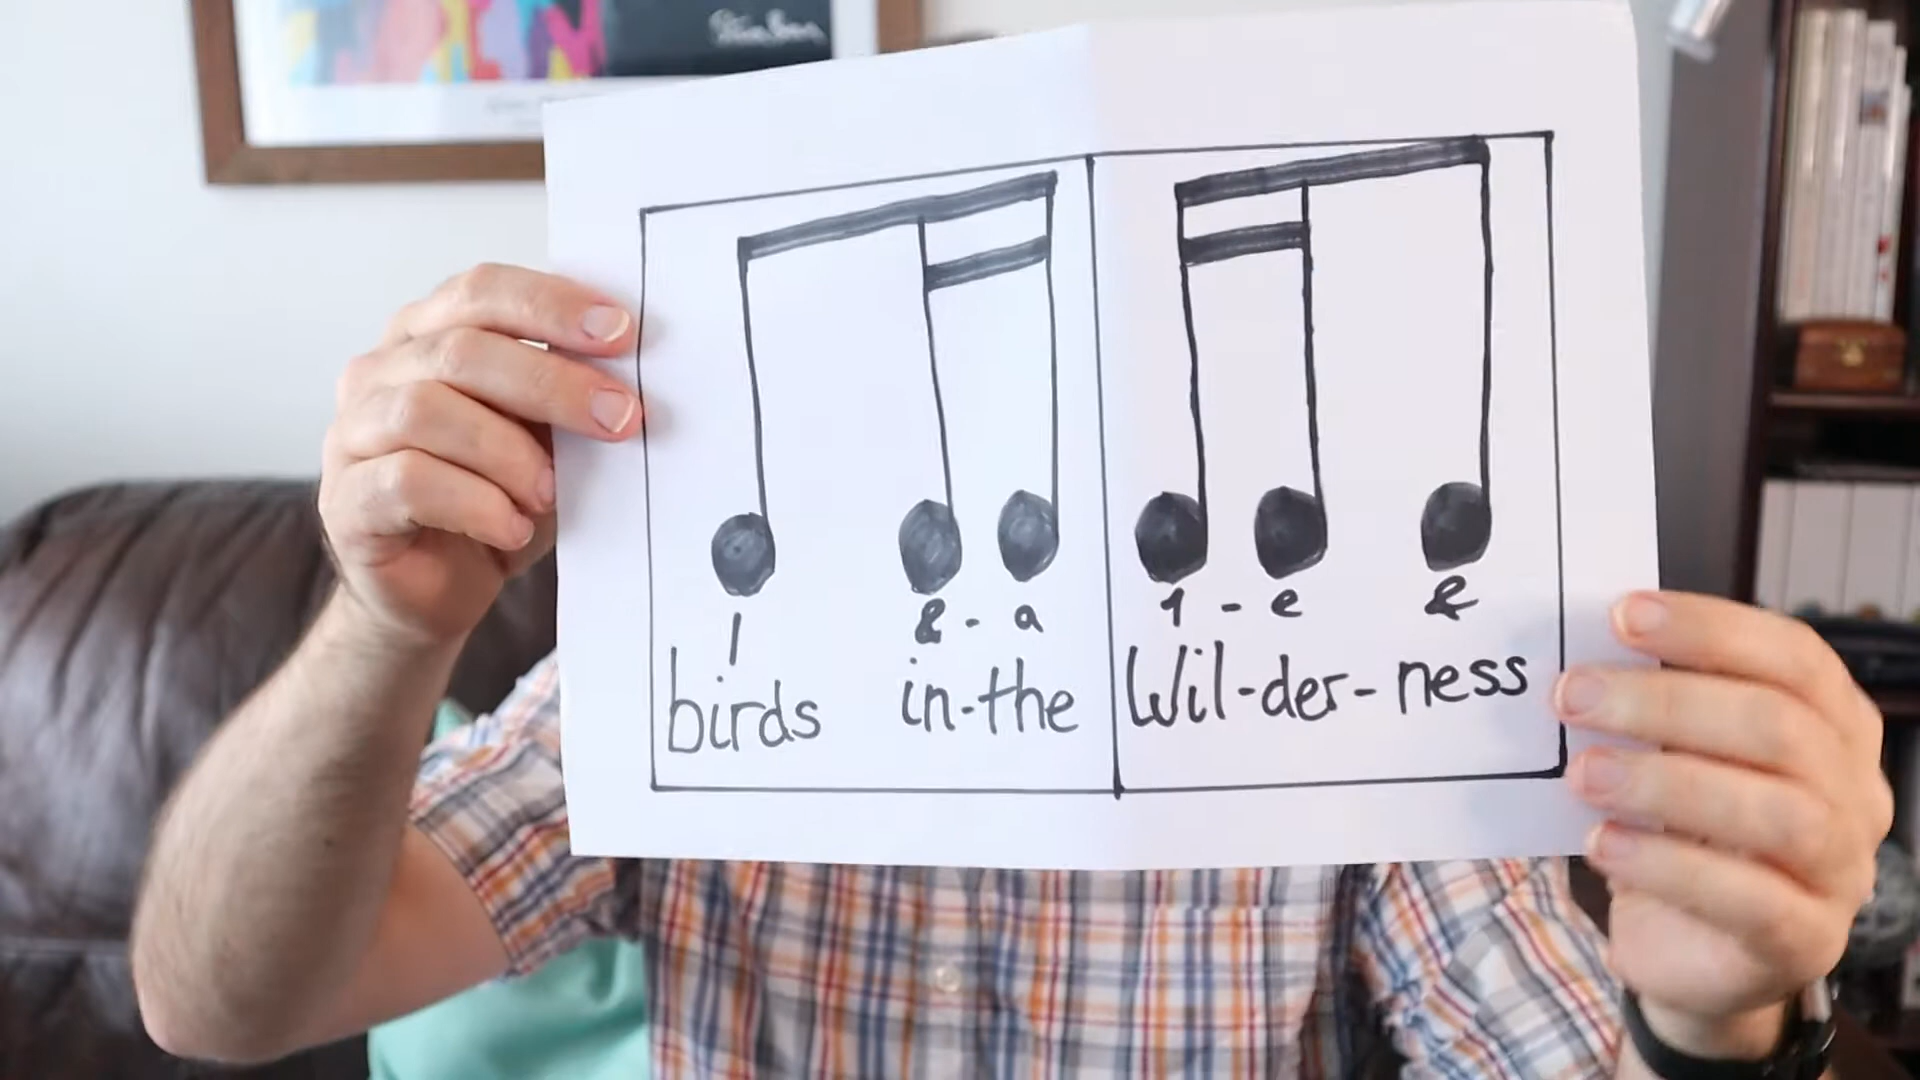 1 & - a
birds in-the
1 - e &
Wil-der-ness